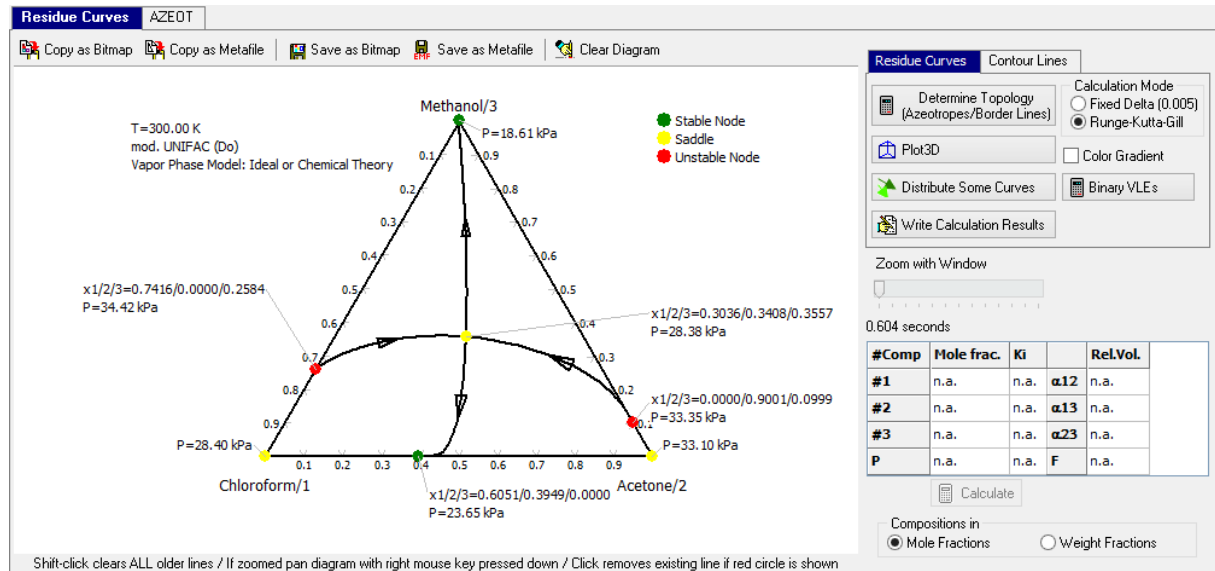 Residue Curves AZEOT
Copy as Bitmap Copy as Metafile Save as Bitmap Save as Metafile Clear Diagram
T=300.00 K
mod. UNIFAC (Do)
Vapor Phase Model: Ideal or Chemical Theory
Methanol/3
P=18.61 kPa
Stable Node
Saddle
Unstable Node
0.1 0.9
0.2 0.8
0.3 0.7
0.4
0.5
0.6 0.4
0.7 0.3
0.8 0.2
0.9 0.1
x1/2/3=0.7416/0.0000/0.2584
P=34.42 kPa
x1/2/3=0.3036/0.3408/0.3557
P=28.38 kPa
x1/2/3=0.0000/0.9001/0.0999
P=33.35 kPa
P=28.40 kPa
P=33.10 kPa
0.1 0.2 0.3 0.4 0.5 0.6 0.7 0.8 0.9
Chloroform/1
Acetone/2
x1/2/3=0.6051/0.3949/0.0000
P=23.65 kPa
Shift-click clears ALL older lines / If zoomed pan diagram with right mouse key pressed down / Click removes existing line if red circle is shown
Residue Curves Contour Lines
Determine Topology
(Azeotropes/Border Lines)
Calculation Mode
Fixed Delta (0.005)
Runge-Kutta-Gill
Plot3D
Color Gradient
Distribute Some Curves
Binary VLEs
Write Calculation Results
Zoom with Window
0.604 seconds
#Comp Mole frac. Ki Rel.Vol.
#1 n.a. n.a. α12 n.a.
#2 n.a. n.a. α13 n.a.
#3 n.a. n.a. α23 n.a.
P n.a. n.a. F n.a.
Calculate
Compositions in
Mole Fractions Weight Fractions